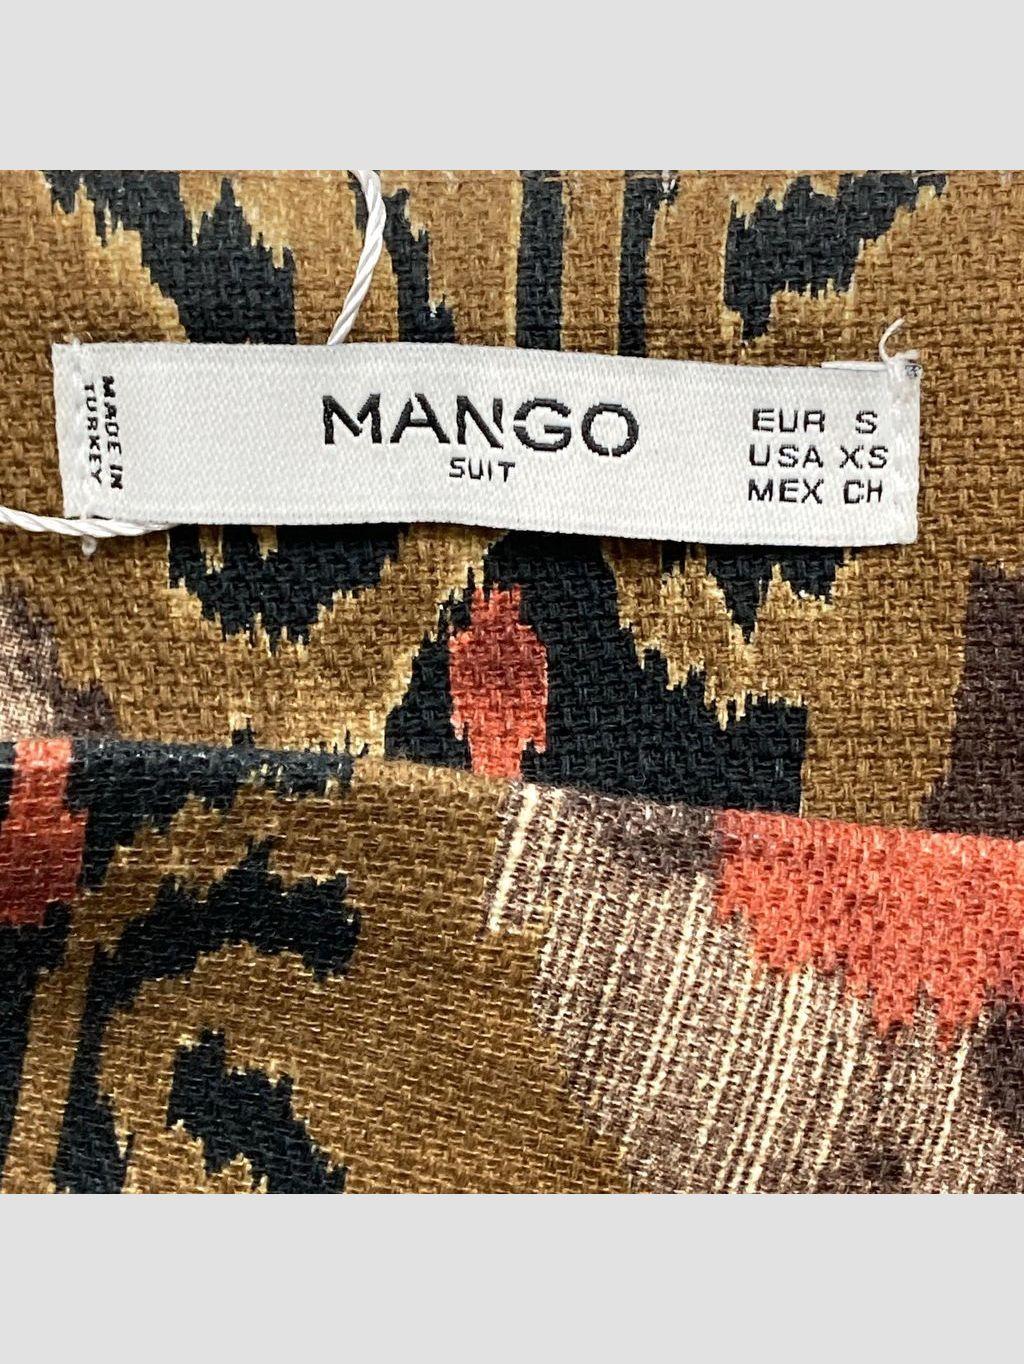 MADE IN
TURKEY
MANGO
SUIT
EUR S
USA XS
MEX CH